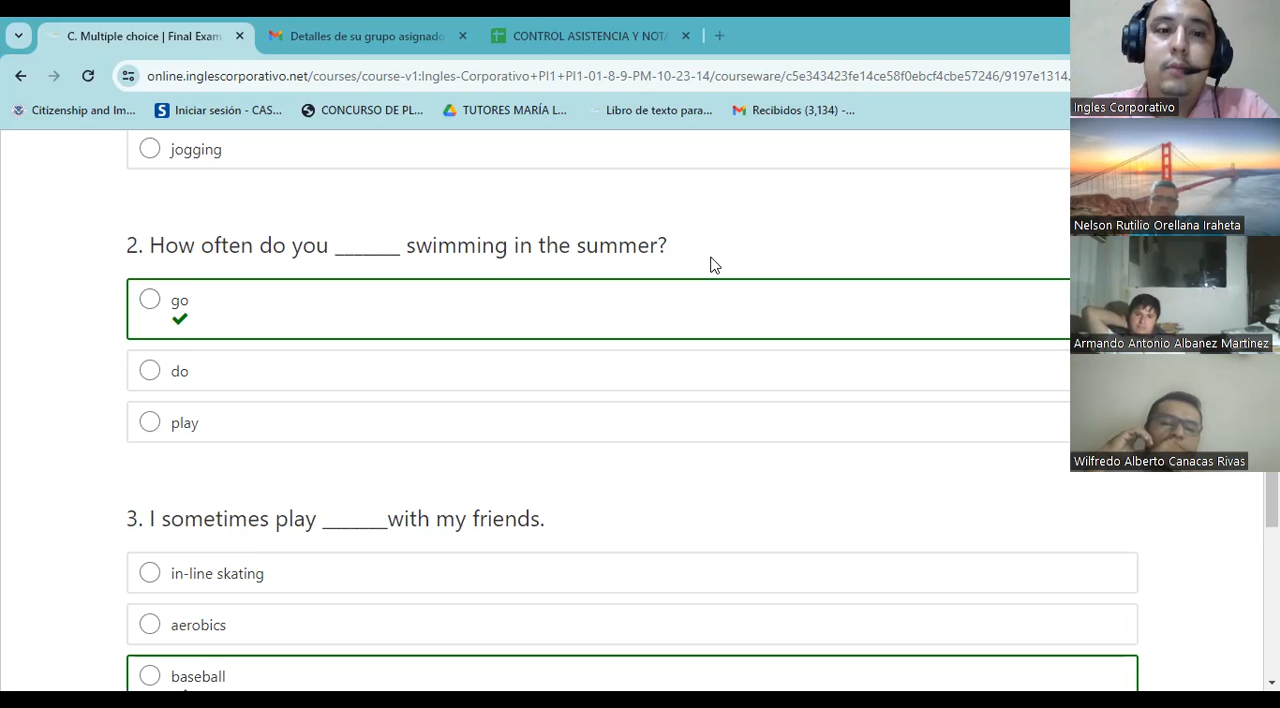 C. Multiple choice | Final Exam
Detalles de su grupo asignado
CONTROL ASISTENCIA Y NOTA
online.inglescorporativo.net/courses/course-v1:Ingles-Corporativo+PI1+PI1-01-8-9-PM-10-23-14/courseware/c5e343423fe14ce58f0ebcf4cbe57246/9197e1314.
Citizenship and Im...
Iniciar sesión - CAS...
CONCURSO DE PL...
TUTORES MARÍA L...
Libro de texto para...
Recibidos (3,134) -...
jogging
2. How often do you _______ swimming in the summer?
go
do
play
3. I sometimes play _______with my friends.
in-line skating
aerobics
baseball
Ingles Corporativo
Nelson Rutilio Orellana Iraheta
Armando Antonio Albanez Martinez
Wilfredo Alberto Canacas Rivas